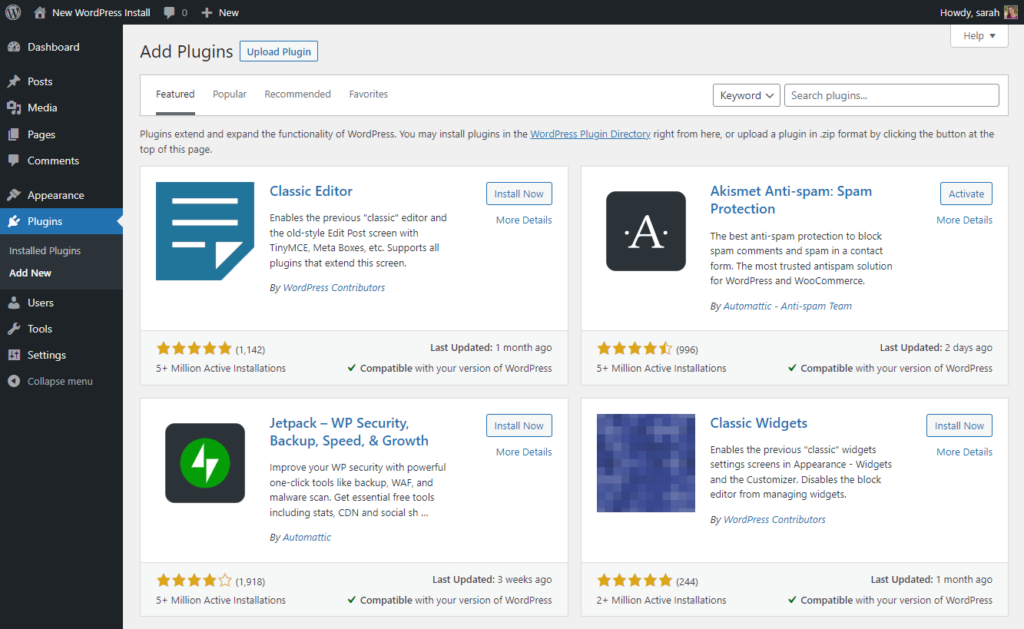 New WordPress Install 0 New Howdy, sarah
Help
Dashboard
Posts
Media
Pages
Comments
Appearance
Plugins
Installed Plugins
Add New
Users
Tools
Settings
Collapse menu
Add Plugins Upload Plugin
Featured Popular Recommended Favorites Keyword Search plugins...
Plugins extend and expand the functionality of WordPress. You may install plugins in the WordPress Plugin Directory right from here, or upload a plugin in .zip format by clicking the button at the
top of this page.
Classic Editor
Install Now
More Details
Enables the previous "classic" editor and
the old-style Edit Post screen with
TinyMCE, Meta Boxes, etc. Supports all
plugins that extend this screen.
By WordPress Contributors
(1,142) Last Updated: 1 month ago
5+ Million Active Installations Compatible with your version of WordPress
A
Akismet Anti-spam: Spam
Protection
Activate
More Details
The best anti-spam protection to block
spam comments and spam in a contact
form. The most trusted antispam solution
for WordPress and WooCommerce.
By Automattic - Anti-spam Team
(996) Last Updated: 2 days ago
5+ Million Active Installations Compatible with your version of WordPress
Jetpack – WP Security,
Backup, Speed, & Growth
Install Now
More Details
Improve your WP security with powerful
one-click tools like backup, WAF, and
malware scan. Get essential free tools
including stats, CDN and social sh ...
By Automattic
(1,918) Last Updated: 3 weeks ago
5+ Million Active Installations Compatible with your version of WordPress
Classic Widgets
Install Now
More Details
Enables the previous "classic" widgets
settings screens in Appearance - Widgets
and the Customizer. Disables the block
editor from managing widgets.
By WordPress Contributors
(244) Last Updated: 1 month ago
2+ Million Active Installations Compatible with your version of WordPress